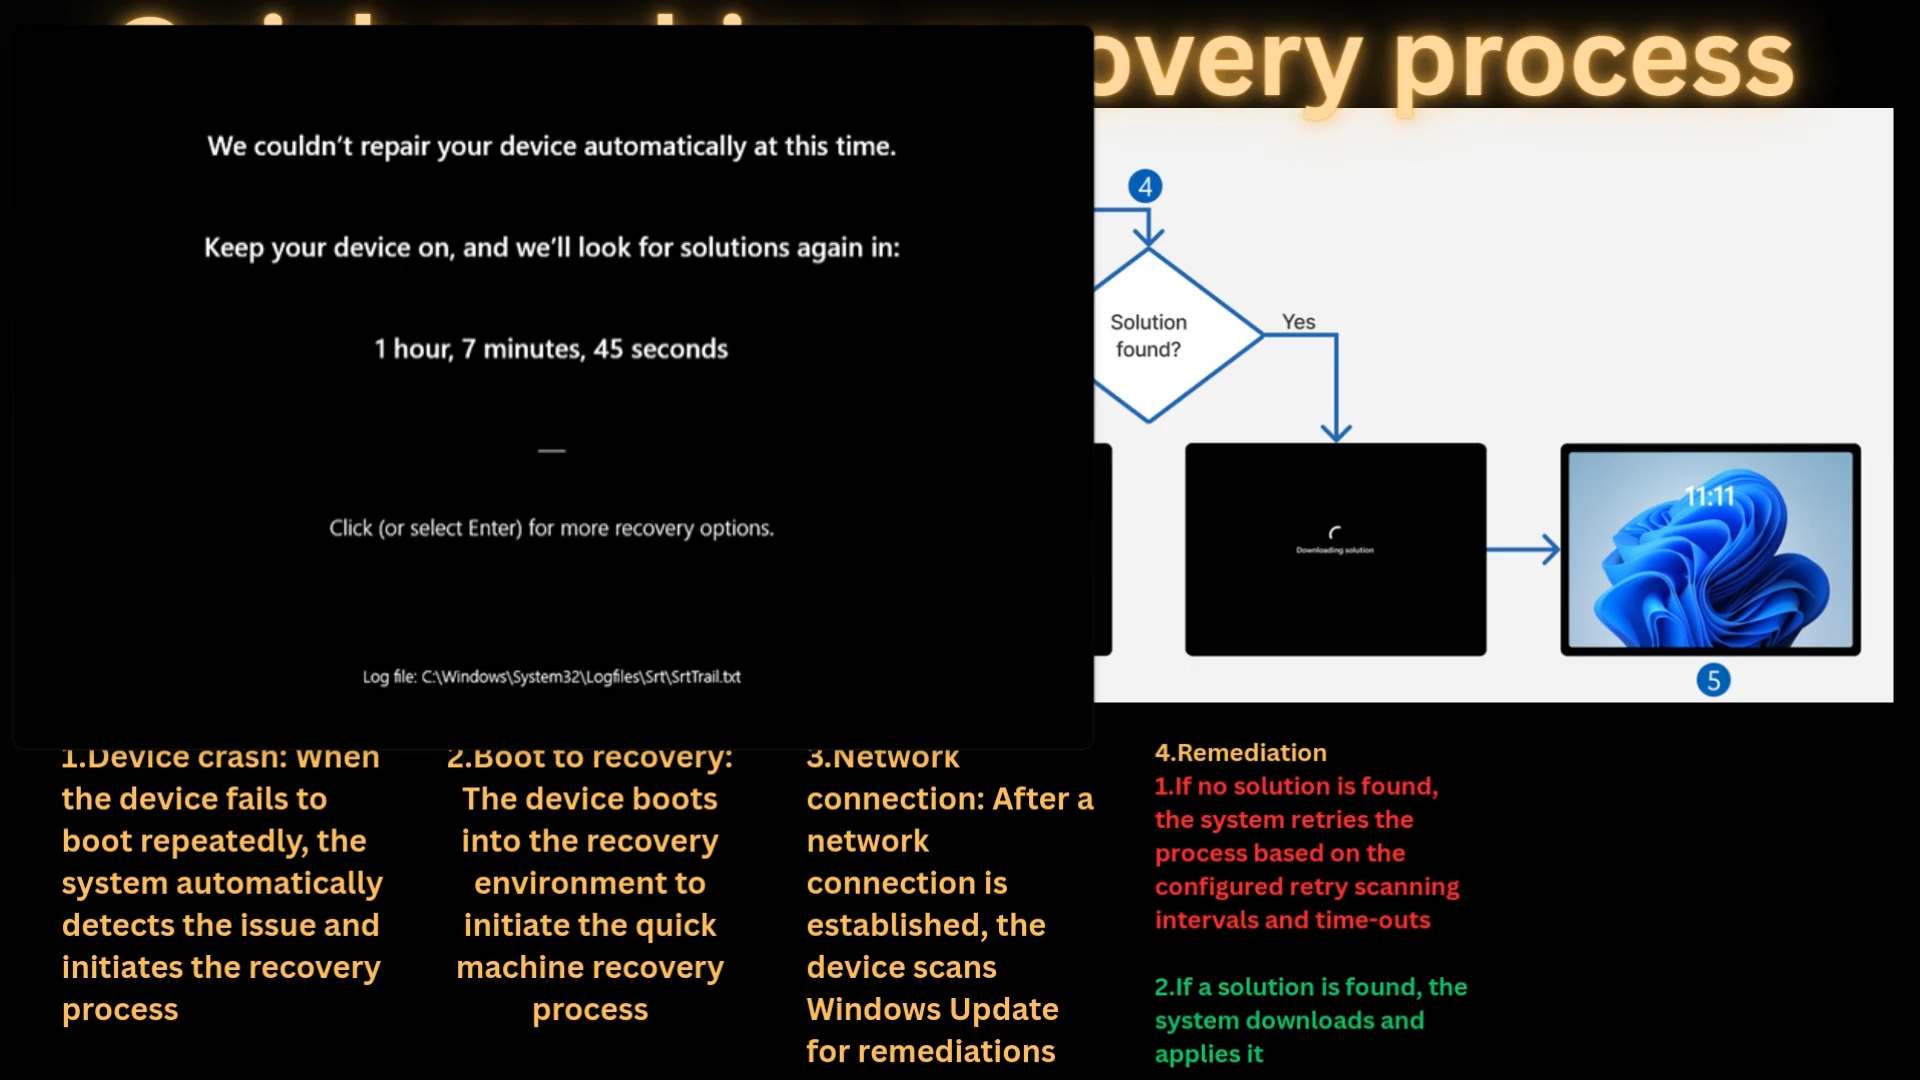 overy process
We couldn't repair your device automatically at this time.
Keep your device on, and we'll look for solutions again in:
1 hour, 7 minutes, 45 seconds
Click (or select Enter) for more recovery options.
Log file: C:\Windows\System32\Logfiles\Srt\SrtTrail.txt
4
Solution
found?
Yes
Downloading solution
11:11
5
1.Device crash: When
the device fails to
boot repeatedly, the
system automatically
detects the issue and
initiates the recovery
process
2.Boot to recovery:
The device boots
into the recovery
environment to
initiate the quick
machine recovery
process
3.Network
connection: After a
network
connection is
established, the
device scans
Windows Update
for remediations
4.Remediation
1.If no solution is found,
the system retries the
process based on the
configured retry scanning
intervals and time-outs
2.If a solution is found, the
system downloads and
applies it